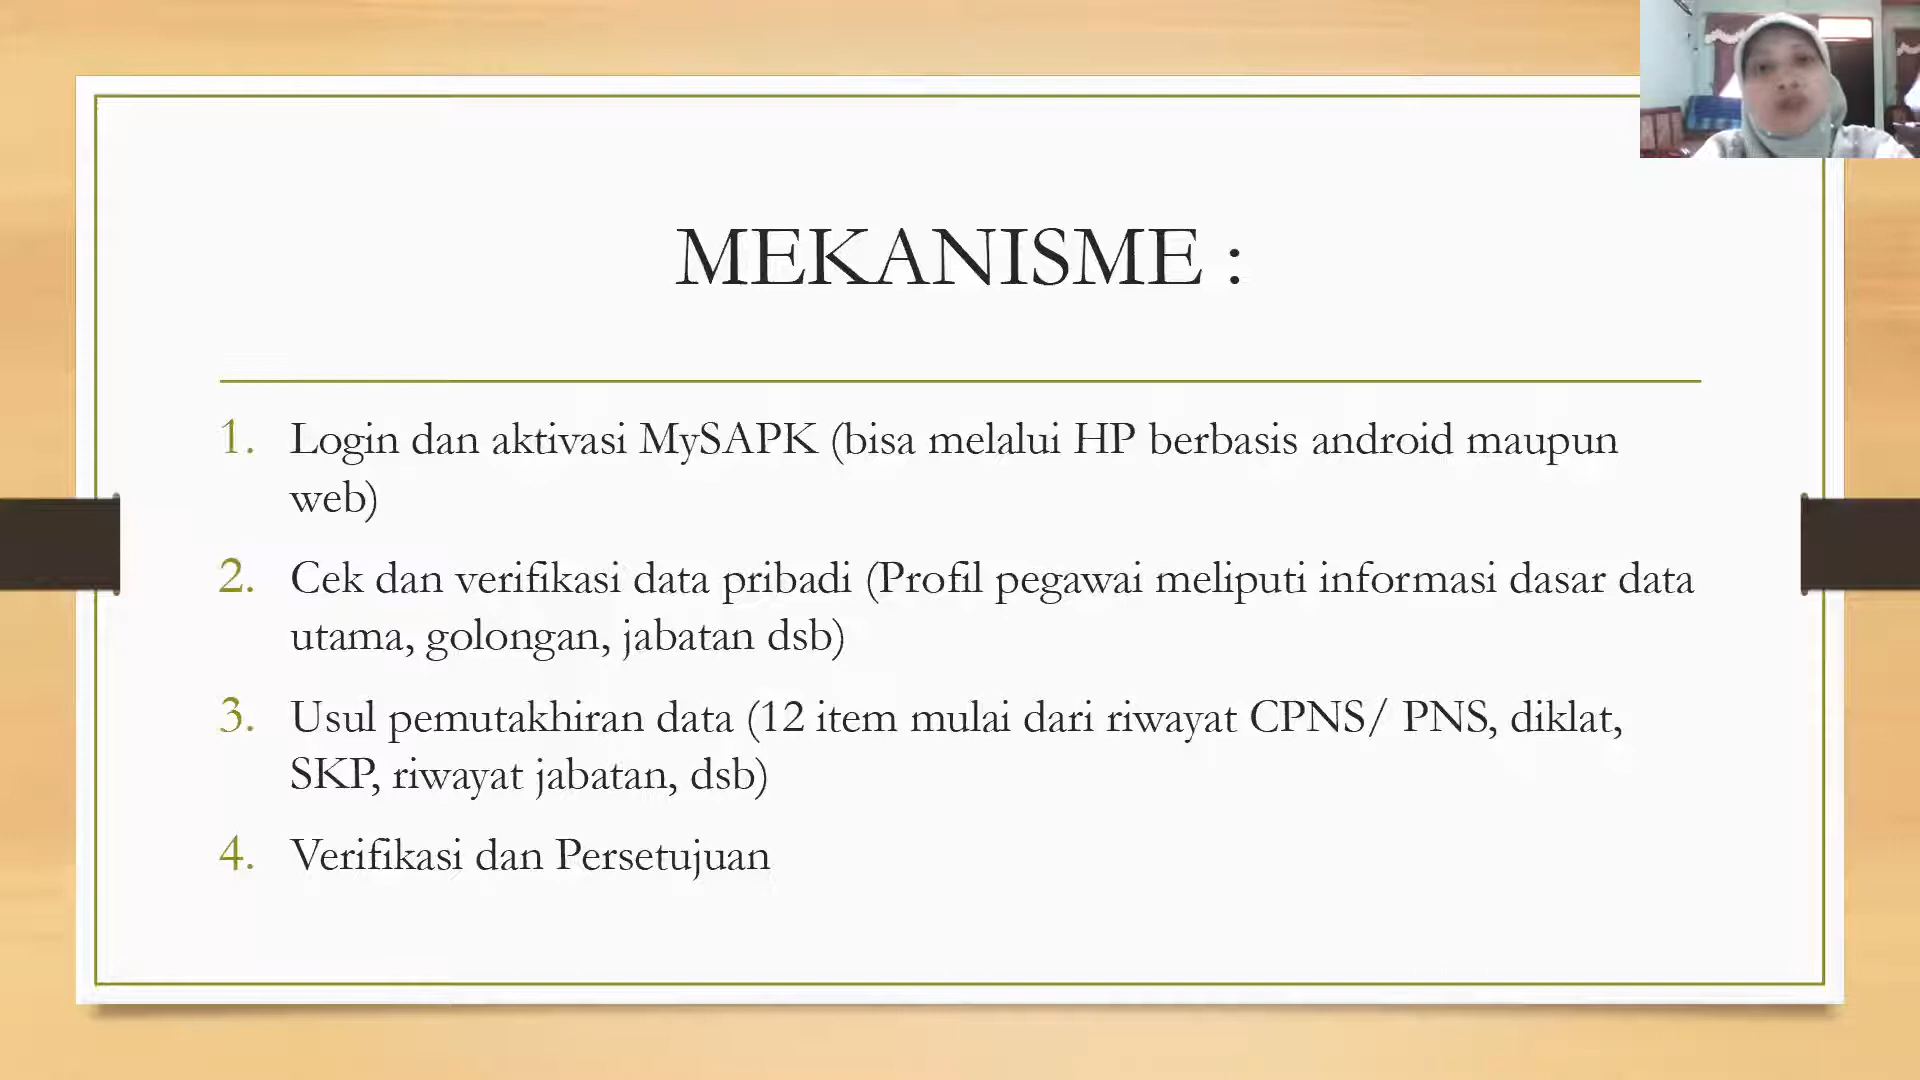 MEKANISME :
1. Login dan aktivasi MySAPK (bisa melalui HP berbasis android maupun
web)
2. Cek dan verifikasi data pribadi (Profil pegawai meliputi informasi dasar data
utama, golongan, jabatan dsb)
3. Usul pemutakhiran data (12 item mulai dari riwayat CPNS/ PNS, diklat,
SKP, riwayat jabatan, dsb)
4. Verifikasi dan Persetujuan